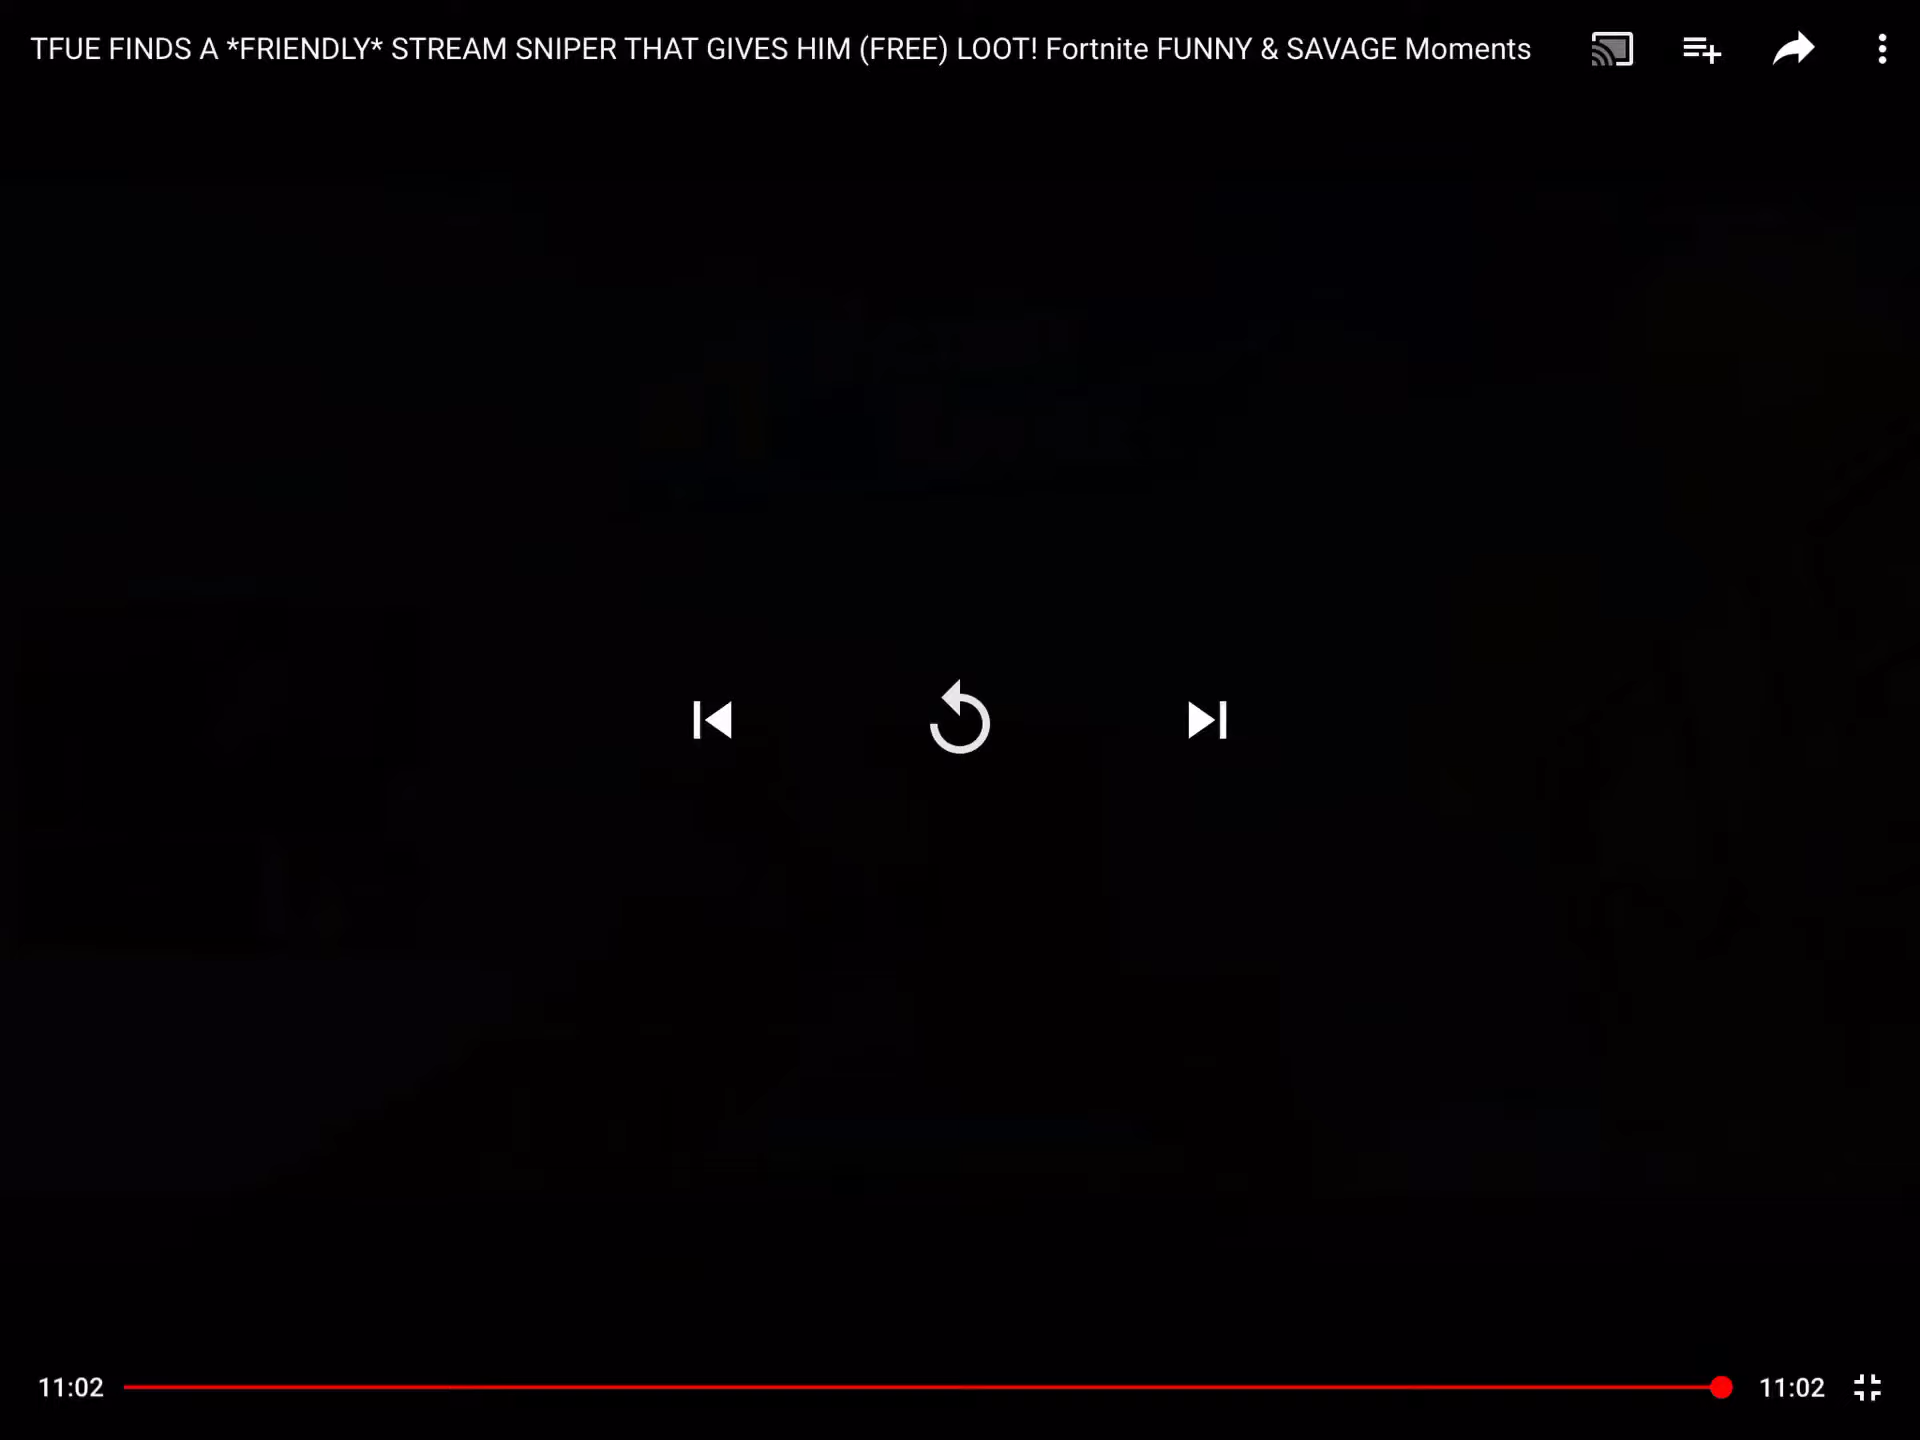 TFUE FINDS A *FRIENDLY* STREAM SNIPER THAT GIVES HIM (FREE) LOOT! Fortnite FUNNY & SAVAGE Moments
11:02 11:02